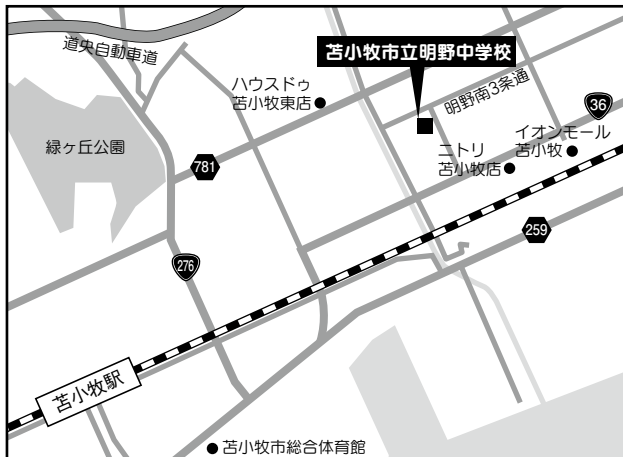 道央自動車道
苫小牧市立明野中学校
ハウスドゥ
苫小牧東店
明野南3条通
36
緑ヶ丘公園
イオンモール
苫小牧
ニトリ
苫小牧店
781
259
276
苫小牧駅
苫小牧市総合体育館